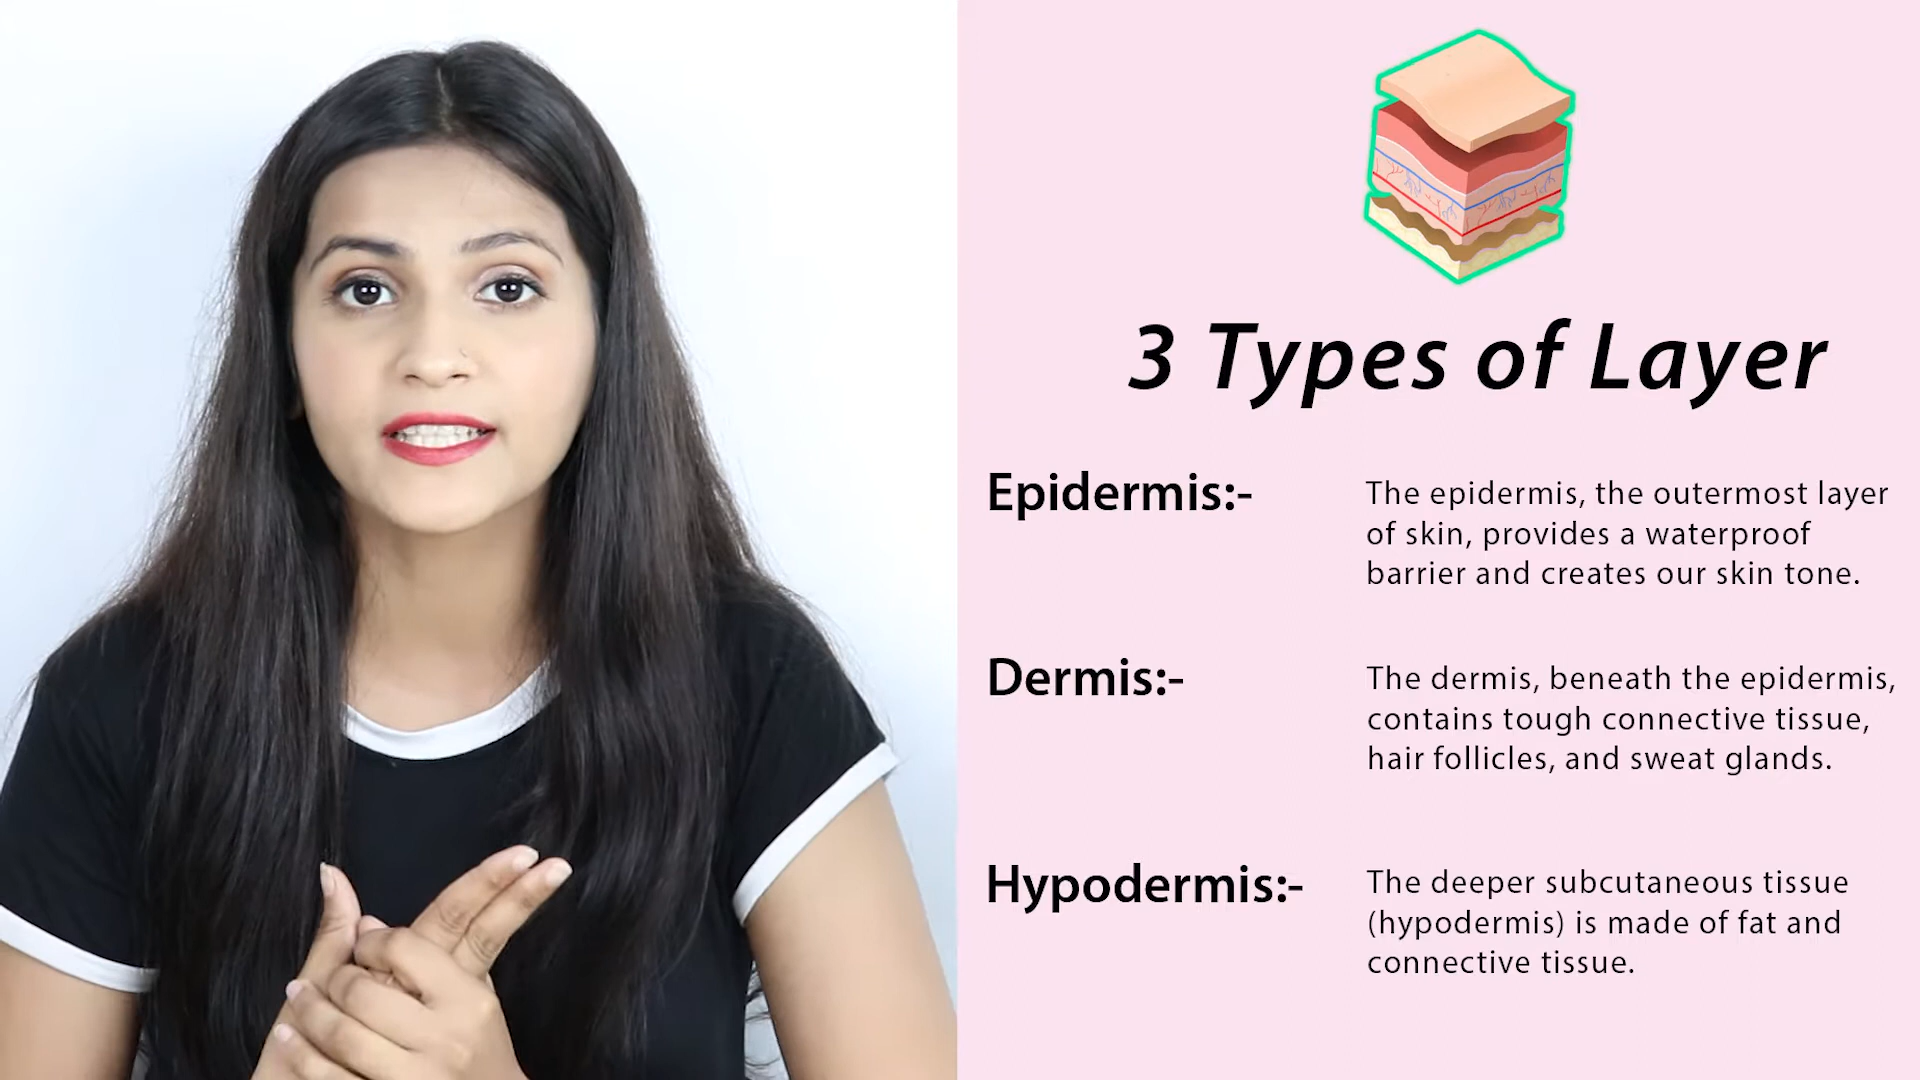 3 Types of Layer
Epidermis:-
The epidermis, the outermost layer
of skin, provides a waterproof
barrier and creates our skin tone.
Dermis:-
The dermis, beneath the epidermis,
contains tough connective tissue,
hair follicles, and sweat glands.
Hypodermis:-
The deeper subcutaneous tissue
(hypodermis) is made of fat and
connective tissue.